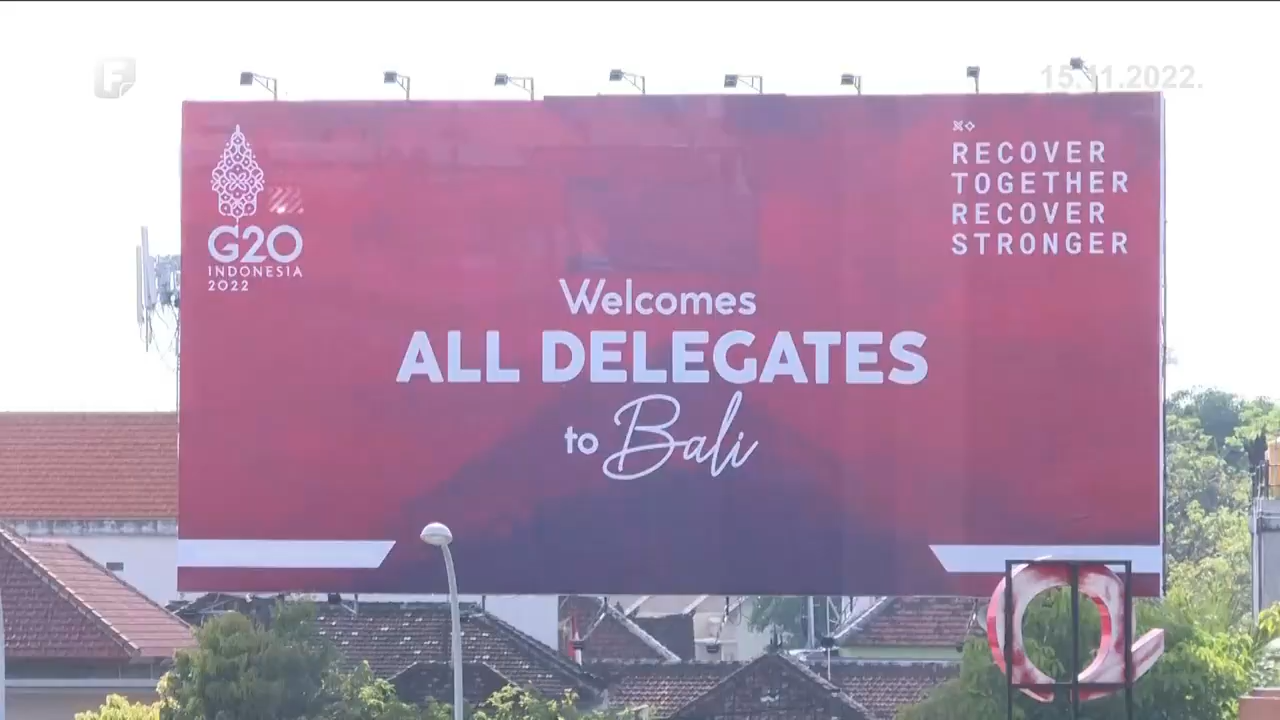 F
15.11.2022.
G20
INDONESIA
2022
RECOVER
TOGETHER
RECOVER
STRONGER
Welcomes
ALL DELEGATES
to Bali